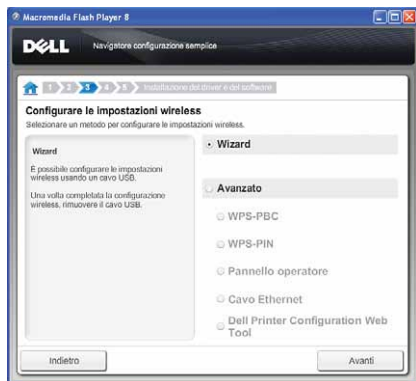 Macromedia Flash Player 8
DELL
Navigatore configurazione semplice
1 2 3 4 5 Installazione dei driver e del software
Configurare le impostazioni wireless
Selezionare un metodo per configurare le impostazioni wireless.
Wizard
È possibile configurare le impostazioni
wireless usando un cavo USB.
Una volta completata la configurazione
wireless, rimuovere il cavo USB.
Wizard
Avanzato
WPS-PBC
WPS-PIN
Pannello operatore
Cavo Ethernet
Dell Printer Configuration Web
Tool
Indietro
Avanti